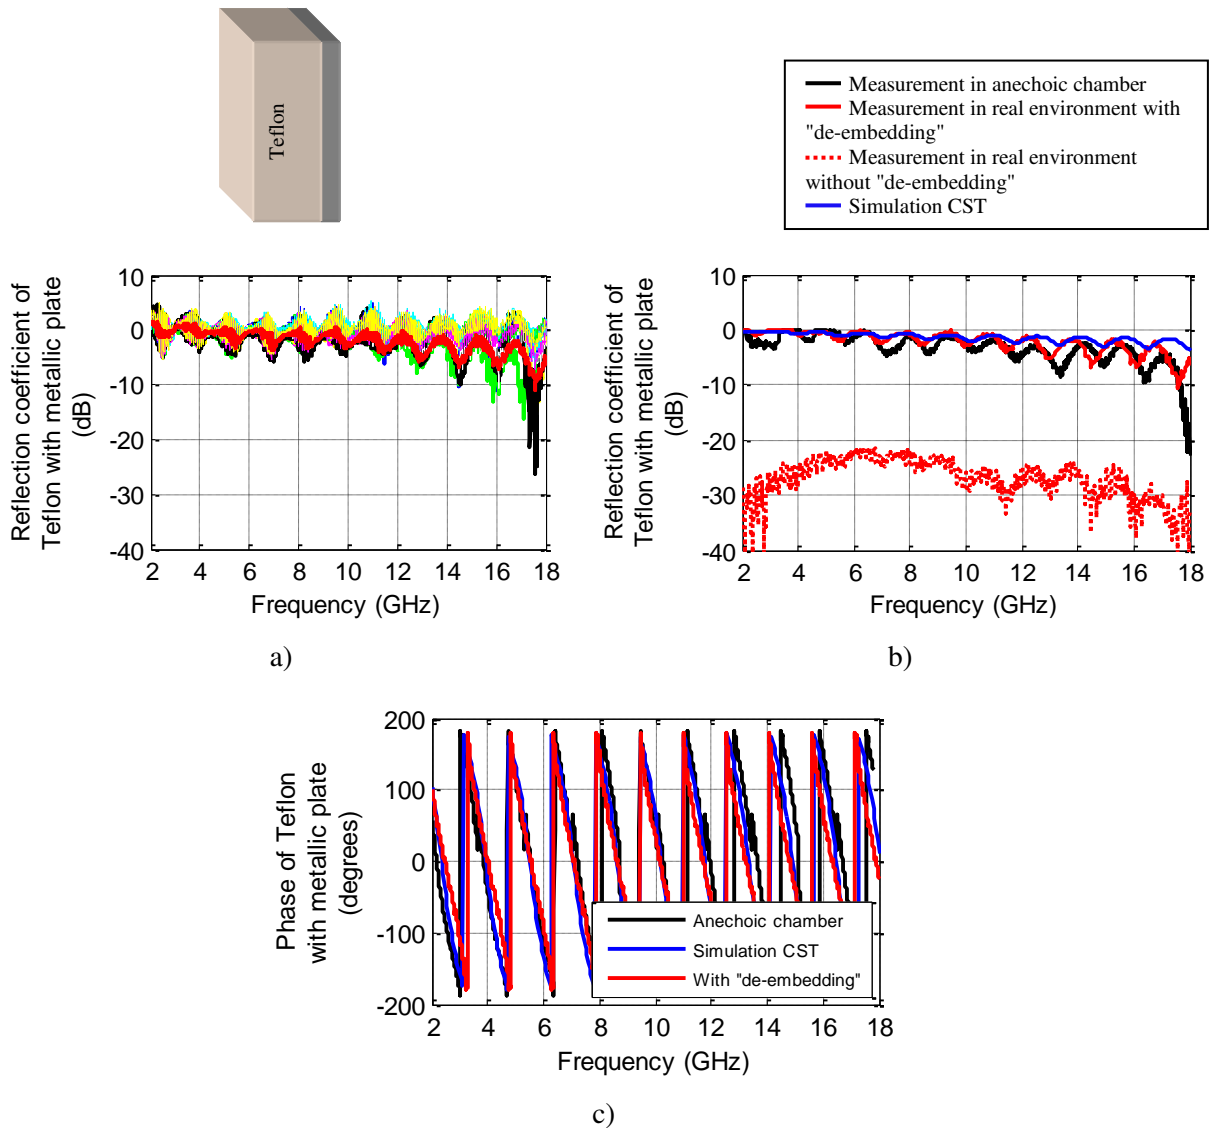 Teflon
Measurement in anechoic chamber
Measurement in real environment with
"de-embedding"
Measurement in real environment
without "de-embedding"
Simulation CST
Reflection coefficient of
Teflon with metallic plate
(dB)
10
0
-10
-20
-30
-40
2 4 6 8 10 12 14 16 18
Frequency (GHz)
a)
Reflection coefficient of
Teflon with metallic plate
(dB)
10
0
-10
-20
-30
-40
2 4 6 8 10 12 14 16 18
Frequency (GHz)
b)
Phase of Teflon
with metallic plate
(degrees)
200
100
0
-100
-200
2 4 6 8 10 12 14 16 18
Anechoic chamber
Simulation CST
With "de-embedding"
Frequency (GHz)
c)